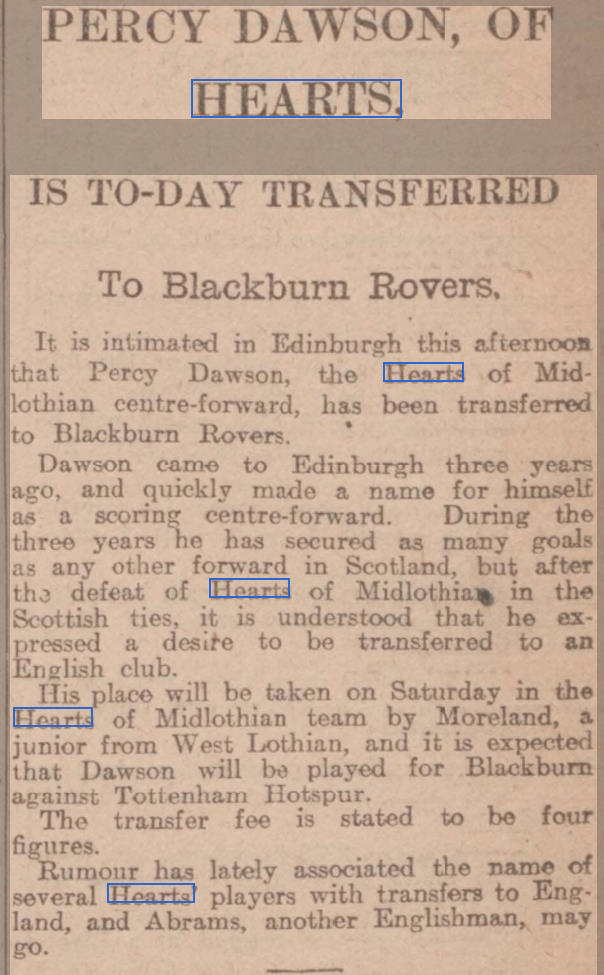 PERCY DAWSON, OF
HEARTS,
IS TO-DAY TRANSFERRED
To Blackburn Rovers.
It is intimated in Edinburgh this afternoon
that Percy Dawson, the Hearts of Mid-
lothian centre-forward, has been transferred
to Blackburn Rovers.
Dawson came to Edinburgh three years
ago, and quickly made a name for himself
as a scoring centre-forward. During the
three years he has secured as many goals
as any other forward in Scotland, but after
the defeat of Hearts of Midlothian in the
Scottish ties, it is understood that he ex-
pressed a desire to be transferred to an
English club.
His place will be taken on Saturday in the
Hearts of Midlothian team by Moreland, a
junior from West Lothian, and it is expected
that Dawson will be played for Blackburn
against Tottenham Hotspur.
The transfer fee is stated to be four
figures.
Rumour has lately associated the name of
several Hearts' players with transfers to Eng-
land, and Abrams, another Englishman, may
go.